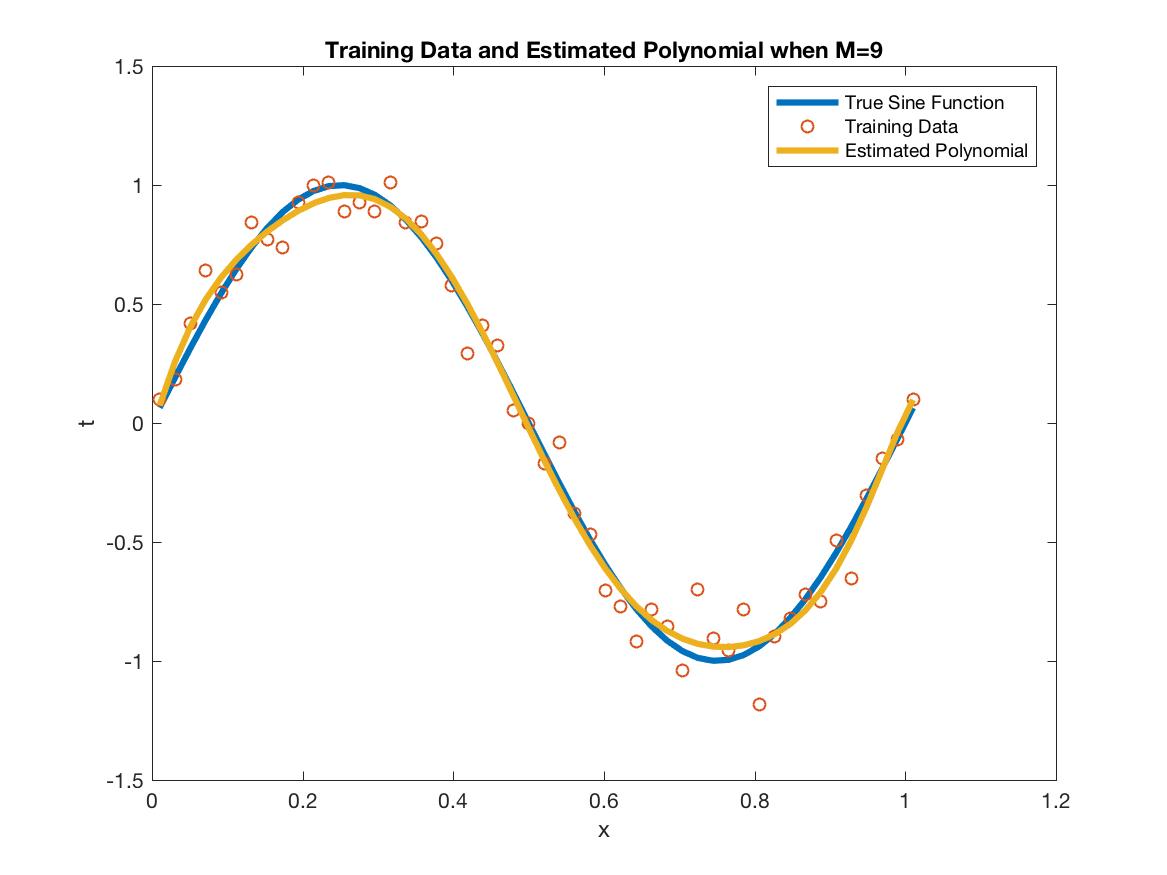 Training Data and Estimated Polynomial when M=9
True Sine Function
Training Data
Estimated Polynomial
1.5
1
0.5
0
-0.5
-1
-1.5
t
0 0.2 0.4 0.6 0.8 1 1.2
x